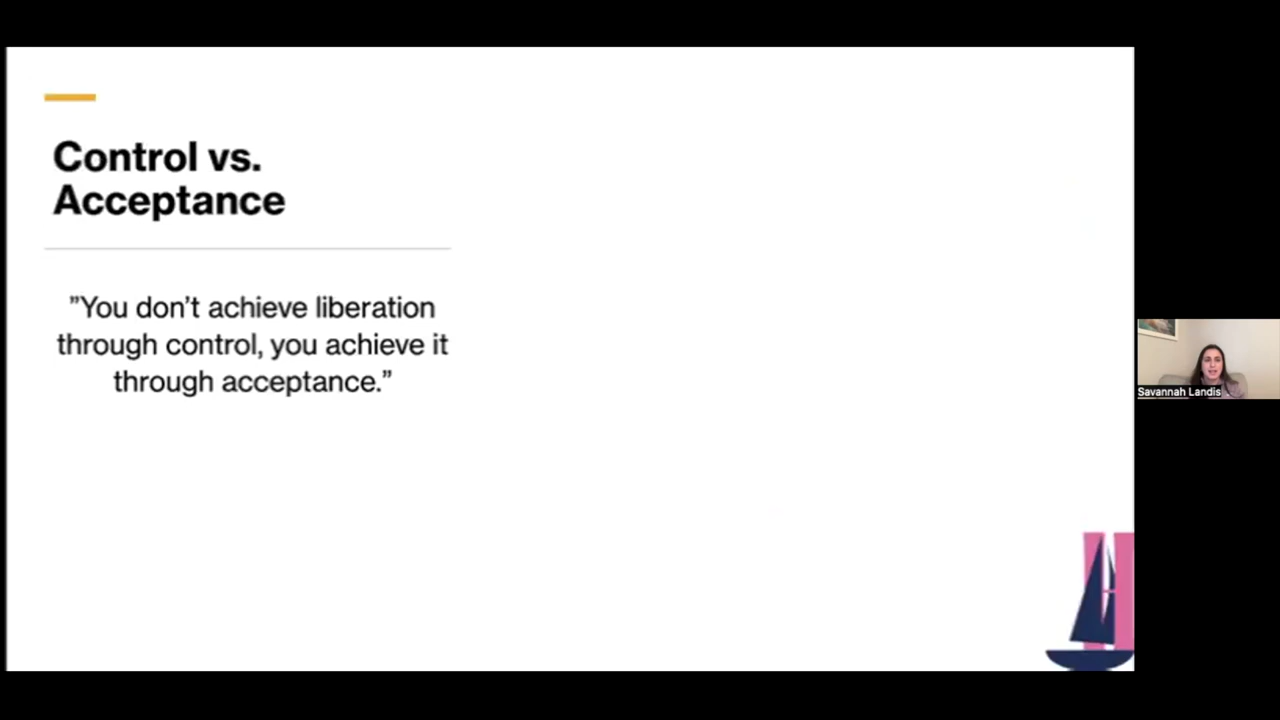 Control vs.
Acceptance
”You don’t achieve liberation
through control, you achieve it
through acceptance.”
Savannah Landis
H